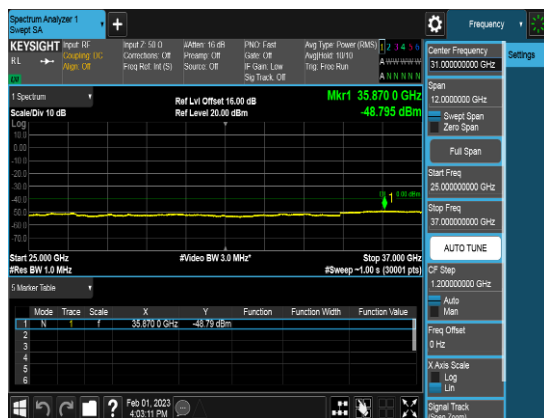 Spectrum Analyzer 1
Swept SA
+
Frequency
KEYSIGHT
RL
Input: RF
Coupling: DC
Align: Off
Input Z: 50 Ω
Corrections: Off
Freq Ref: Int (S)
#Atten: 16 dB
Preamp: Off
Source: Off
PNO: Fast
Gate: Off
IF Gain: Low
Sig Track: Off
Avg Type: Power (RMS)
Avg|Hold: 10/10
Trig: Free Run
1 2 3 4 5 6
A W W W W W
A N N N N N
1 Spectrum
Scale/Div 10 dB
Ref Lvl Offset 16.00 dB
Ref Level 20.00 dBm
Mkr1 35.870 0 GHz
-48.795 dBm
Log
10.0
0.00
-10.0
-20.0
-30.0
-40.0
-50.0
-60.0
-70.0
1
Start 25.000 GHz
#Res BW 1.0 MHz
#Video BW 3.0 MHz*
Stop 37.000 GHz
#Sweep ~1.00 s (30001 pts)
5 Marker Table
Mode Trace Scale X Y Function Function Width Function Value
1 N 1 f 35.870 0 GHz -48.79 dBm
2
3
4
5
6
Feb 01, 2023
4:03:11 PM
Center Frequency
31.000000000 GHz
Span
12.0000000 GHz
Swept Span
Zero Span
Full Span
Start Freq
25.000000000 GHz
Stop Freq
37.000000000 GHz
AUTO TUNE
CF Step
1.200000000 GHz
Auto
Man
Freq Offset
0 Hz
X Axis Scale
Log
Lin
Signal Track
(Span Zoom)
Settings